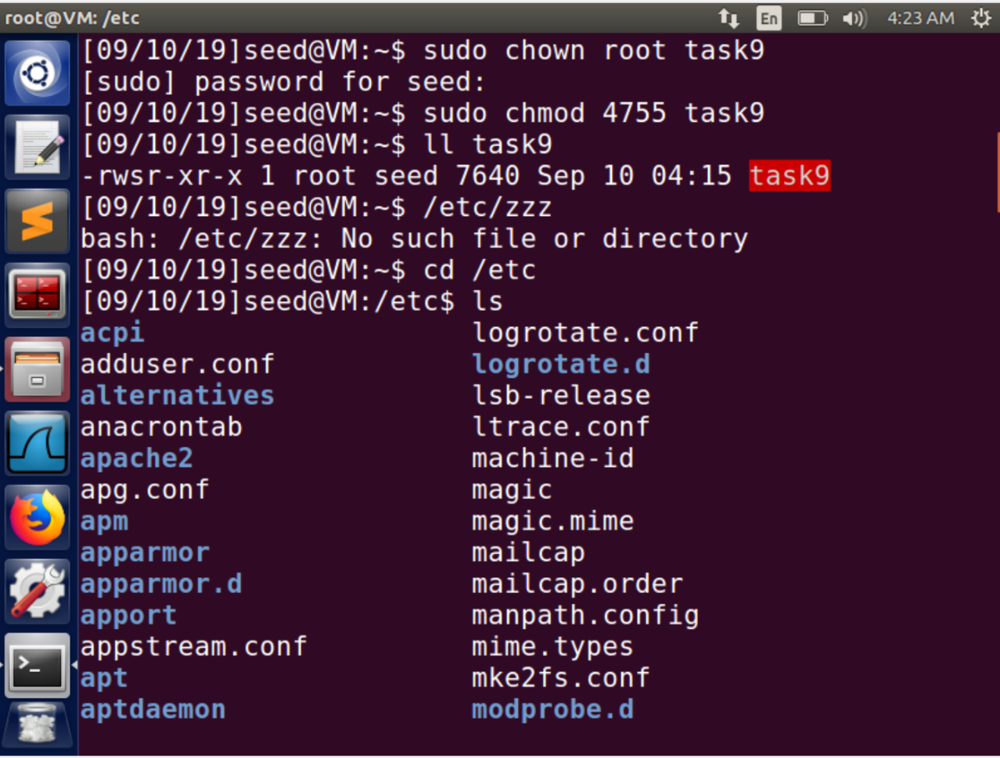 root@VM: /etc
En
4:23 AM
[09/10/19]seed@VM:~$ sudo chown root task9
[sudo] password for seed:
[09/10/19]seed@VM:~$ sudo chmod 4755 task9
[09/10/19]seed@VM:~$ ll task9
-rwsr-xr-x 1 root seed 7640 Sep 10 04:15 task9
[09/10/19]seed@VM:~$ /etc/zzz
bash: /etc/zzz: No such file or directory
[09/10/19]seed@VM:~$ cd /etc
[09/10/19]seed@VM:/etc$ ls
acpi logrotate.conf
adduser.conf logrotate.d
alternatives lsb-release
anacrontab ltrace.conf
apache2 machine-id
apg.conf magic
apm magic.mime
apparmor mailcap
apparmor.d mailcap.order
apport manpath.config
appstream.conf mime.types
apt mke2fs.conf
aptdaemon modprobe.d